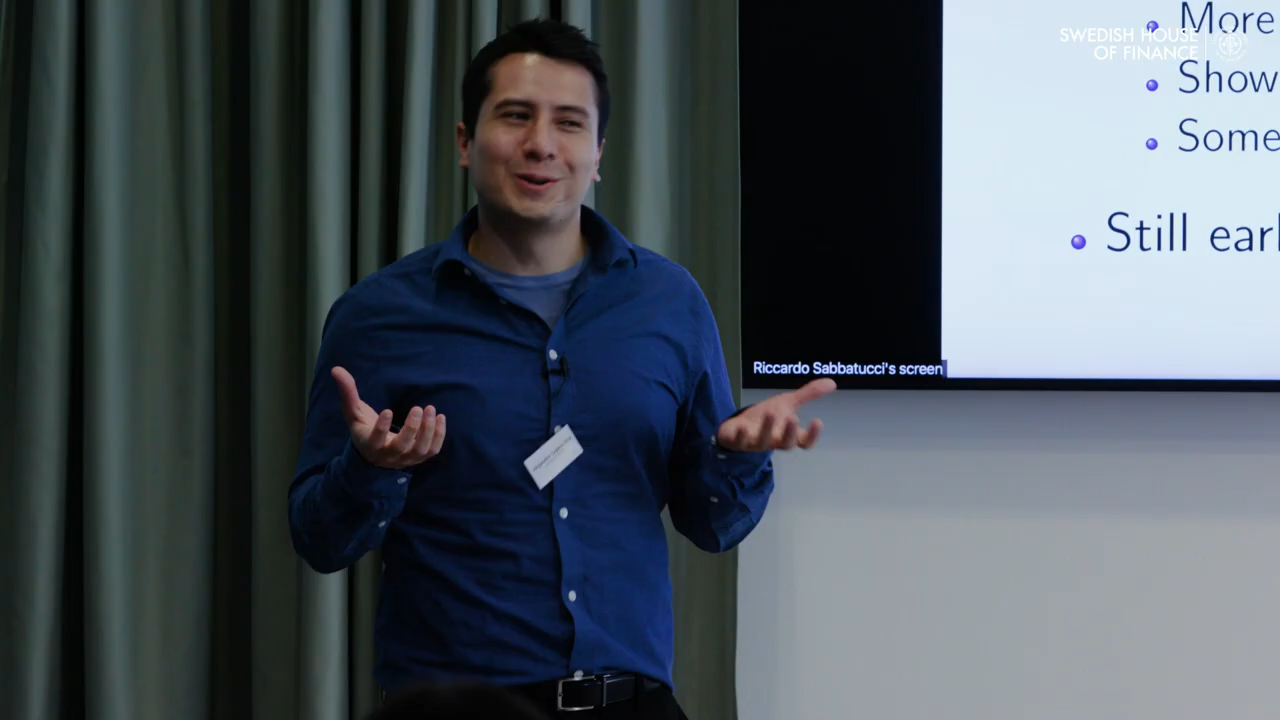 SWEDISH HOUSE
OF FINANCE
More
Show
Some
Still earl
Riccardo Sabbatucci's screen